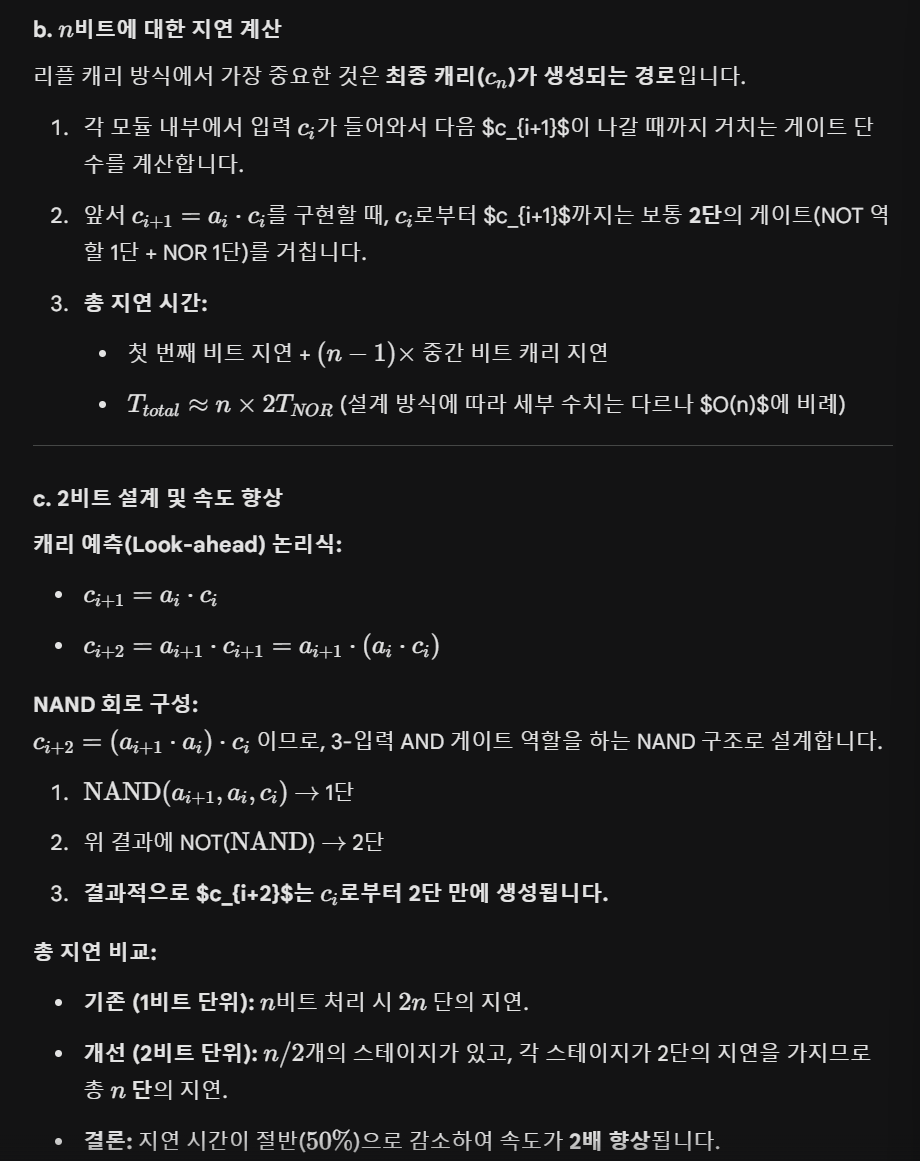 b. n비트에 대한 지연 계산
리플 캐리 방식에서 가장 중요한 것은 최종 캐리(cₙ)가 생성되는 경로입니다.
1. 각 모듈 내부에서 입력 cᵢ가 들어와서 다음 $c_{i+1}$이 나갈 때까지 거치는 게이트 단
수를 계산합니다.
2. 앞서 cᵢ₊₁ = aᵢ · cᵢ를 구현할 때, cᵢ로부터 $c_{i+1}$까지는 보통 2단의 게이트(NOT 역
할 1단 + NOR 1단)를 거칩니다.
3. 총 지연 시간:
• 첫 번째 비트 지연 + (n − 1)× 중간 비트 캐리 지연
• T_{total} ≈ n × 2T_{NOR} (설계 방식에 따라 세부 수치는 다르나 $O(n)$에 비례)
c. 2비트 설계 및 속도 향상
캐리 예측(Look-ahead) 논리식:
• cᵢ₊₁ = aᵢ · cᵢ
• cᵢ₊₂ = aᵢ₊₁ · cᵢ₊₁ = aᵢ₊₁ · (aᵢ · cᵢ)
NAND 회로 구성:
cᵢ₊₂ = (aᵢ₊₁ · aᵢ) · cᵢ 이므로, 3-입력 AND 게이트 역할을 하는 NAND 구조로 설계합니다.
1. NAND(aᵢ₊₁, aᵢ, cᵢ) → 1단
2. 위 결과에 NOT(NAND) → 2단
3. 결과적으로 $c_{i+2}$는 cᵢ로부터 2단 만에 생성됩니다.
총 지연 비교:
• 기존 (1비트 단위): n비트 처리 시 2n 단의 지연.
• 개선 (2비트 단위): n/2개의 스테이지가 있고, 각 스테이지가 2단의 지연을 가지므로
총 n 단의 지연.
• 결론: 지연 시간이 절반(50%)으로 감소하여 속도가 2배 향상됩니다.